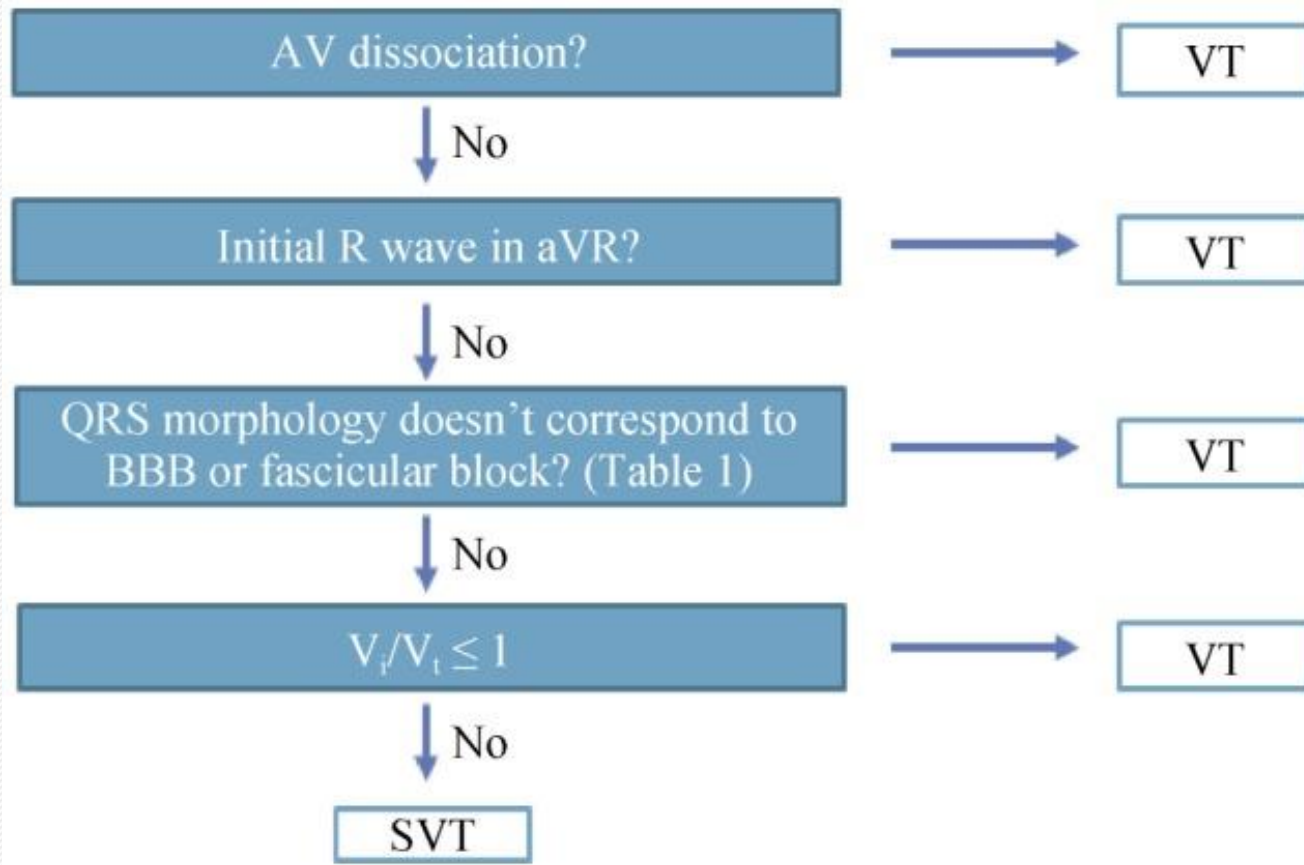 AV dissociation?
VT
No
Initial R wave in aVR?
VT
No
QRS morphology doesn't correspond to
BBB or fascicular block? (Table 1)
VT
No
Vi/Vt ≤ 1
VT
No
SVT